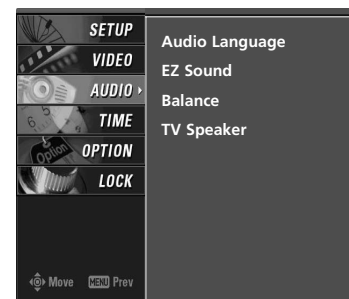 SETUP
VIDEO
AUDIO
TIME
OPTION
LOCK
Move MENU Prev
Audio Language
EZ Sound
Balance
TV Speaker